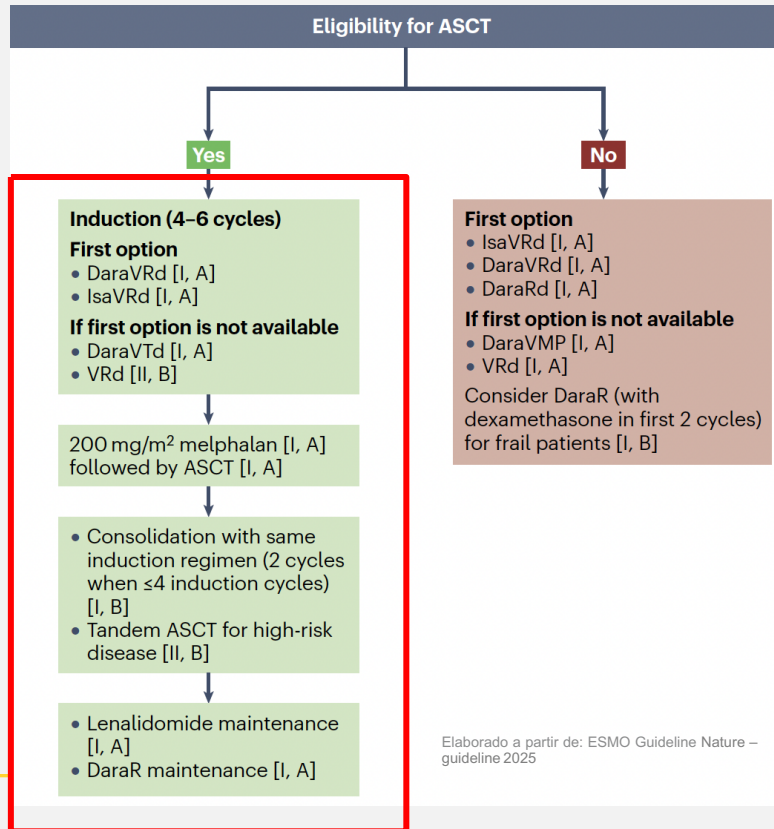 Eligibility for ASCT
Yes
Induction (4–6 cycles)
First option
• DaraVRd [I, A]
• IsaVRd [I, A]
If first option is not available
• DaraVTd [I, A]
• VRd [II, B]
200 mg/m² melphalan [I, A]
followed by ASCT [I, A]
• Consolidation with same
induction regimen (2 cycles
when ≤4 induction cycles)
[I, B]
• Tandem ASCT for high-risk
disease [II, B]
• Lenalidomide maintenance
[I, A]
• DaraR maintenance [I, A]
No
First option
• IsaVRd [I, A]
• DaraVRd [I, A]
• DaraRd [I, A]
If first option is not available
• DaraVMP [I, A]
• VRd [I, A]
Consider DaraR (with
dexamethasone in first 2 cycles)
for frail patients [I, B]
Elaborado a partir de: ESMO Guideline Nature –
guideline 2025